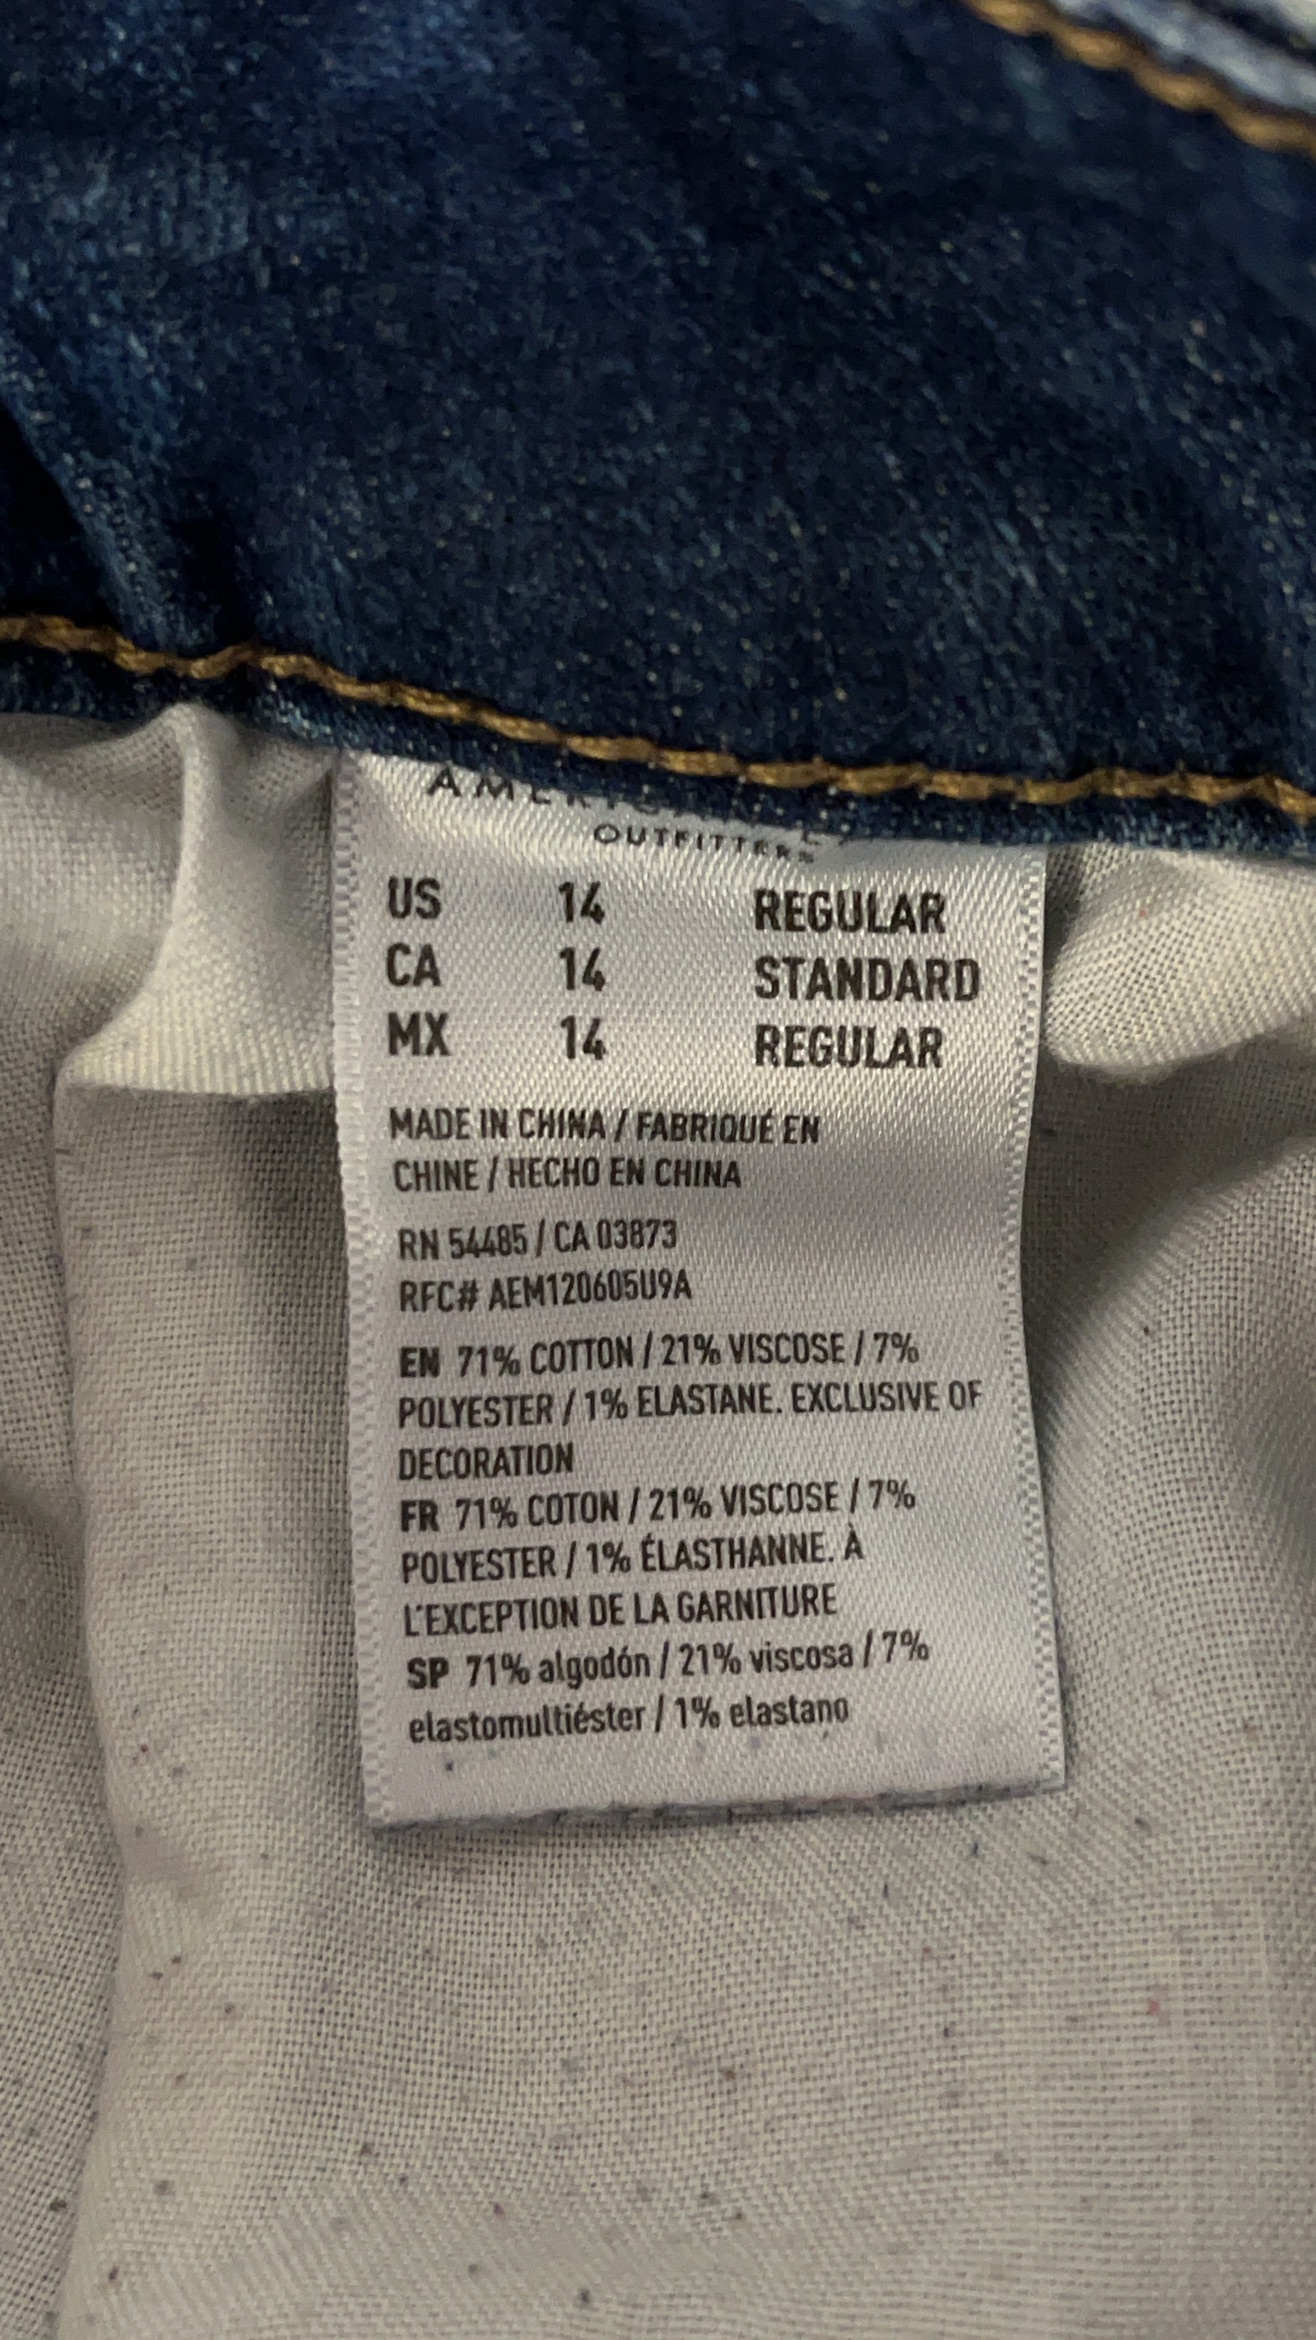 OUTFITTERS
US 14 REGULAR
CA 14 STANDARD
MX 14 REGULAR
MADE IN CHINA / FABRIQUÉ EN
CHINE / HECHO EN CHINA
RN 54485 / CA 03873
RFC# AEM120605U9A
EN 71% COTTON / 21% VISCOSE / 7%
POLYESTER / 1% ELASTANE. EXCLUSIVE OF
DECORATION
FR 71% COTON / 21% VISCOSE / 7%
POLYESTER / 1% ÉLASTHANNE. À
L'EXCEPTION DE LA GARNITURE
SP 71% algodón / 21% viscosa / 7%
elastomultiéster / 1% elastano